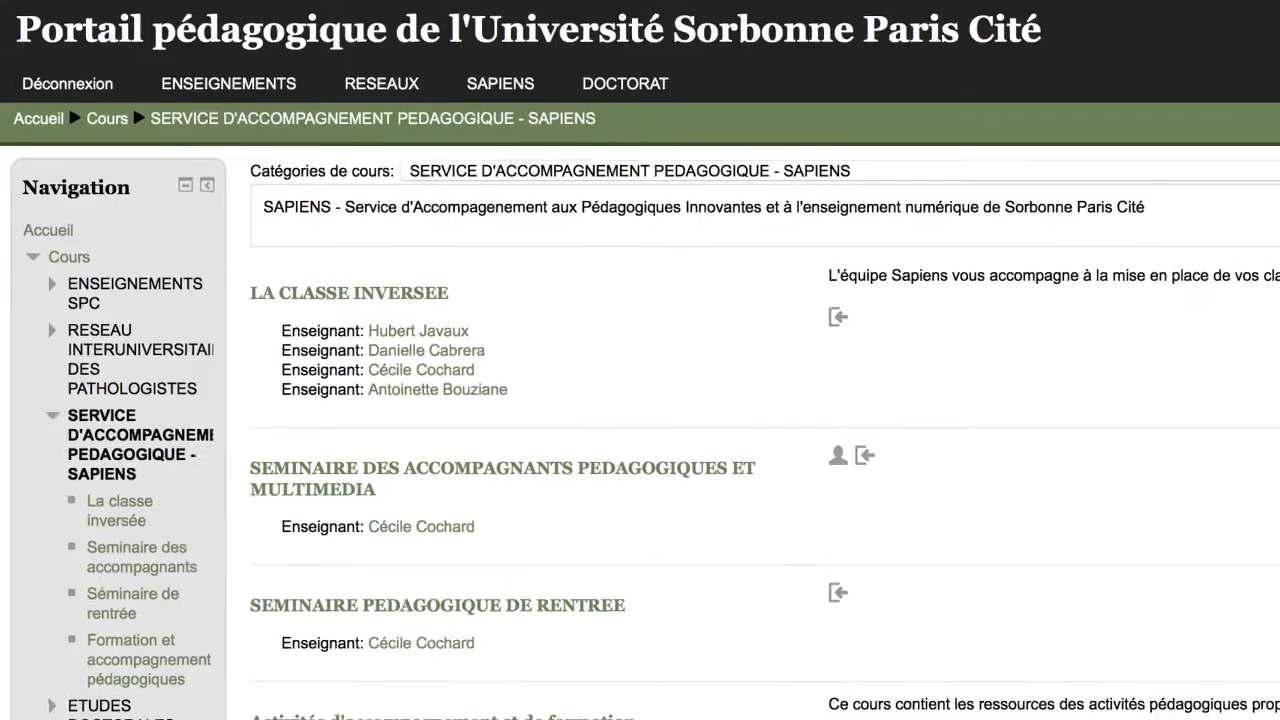 Portail pédagogique de l'Université Sorbonne Paris Cité
Déconnexion ENSEIGNEMENTS RESEAUX SAPIENS DOCTORAT
Accueil Cours SERVICE D'ACCOMPAGNEMENT PEDAGOGIQUE - SAPIENS
Navigation
Accueil
Cours
ENSEIGNEMENTS
SPC
RESEAU
INTERUNIVERSITAI
DES
PATHOLOGISTES
SERVICE
D'ACCOMPAGNEME
PEDAGOGIQUE -
SAPIENS
La classe
inversée
Seminaire des
accompagnants
Séminaire de
rentrée
Formation et
accompagnement
pédagogiques
ETUDES
Catégories de cours: SERVICE D'ACCOMPAGNEMENT PEDAGOGIQUE - SAPIENS
SAPIENS - Service d'Accompagenement aux Pédagogiques Innovantes et à l'enseignement numérique de Sorbonne Paris Cité
LA CLASSE INVERSEE
Enseignant: Hubert Javaux
Enseignant: Danielle Cabrera
Enseignant: Cécile Cochard
Enseignant: Antoinette Bouziane
L'équipe Sapiens vous accompagne à la mise en place de vos cla
SEMINAIRE DES ACCOMPAGNANTS PEDAGOGIQUES ET
MULTIMEDIA
Enseignant: Cécile Cochard
SEMINAIRE PEDAGOGIQUE DE RENTREE
Enseignant: Cécile Cochard
Activités d'accompagnement et de formation
Ce cours contient les ressources des activités pédagogiques prop